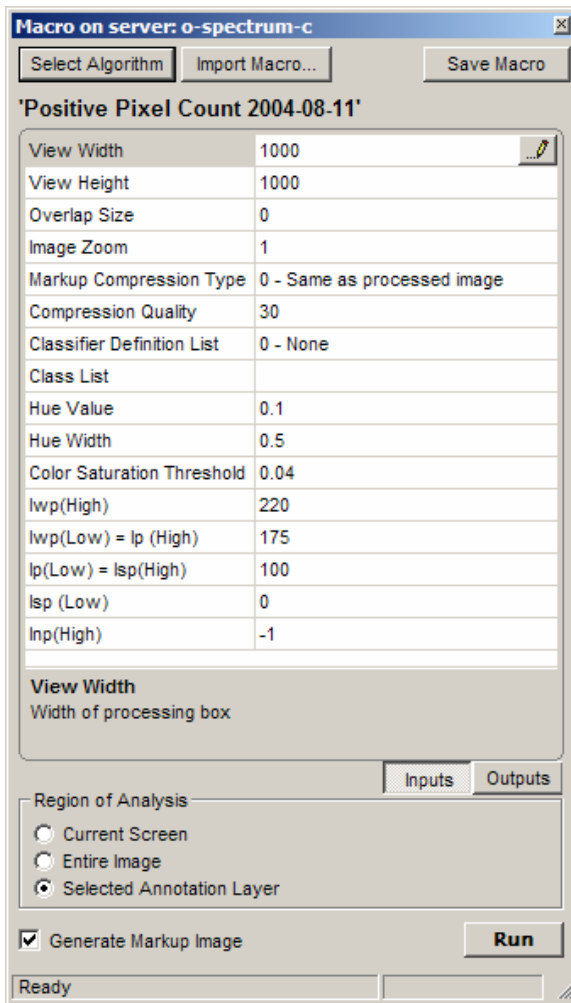 Macro on server: o-spectrum-c
Select Algorithm Import Macro... Save Macro
'Positive Pixel Count 2004-08-11'
View Width 1000
View Height 1000
Overlap Size 0
Image Zoom 1
Markup Compression Type 0 - Same as processed image
Compression Quality 30
Classifier Definition List 0 - None
Class List
Hue Value 0.1
Hue Width 0.5
Color Saturation Threshold 0.04
Iwp(High) 220
Iwp(Low) = Ip (High) 175
Ip(Low) = Isp(High) 100
Isp (Low) 0
Inp(High) -1
View Width
Width of processing box
Inputs Outputs
Region of Analysis
Current Screen
Entire Image
Selected Annotation Layer
Generate Markup Image Run
Ready